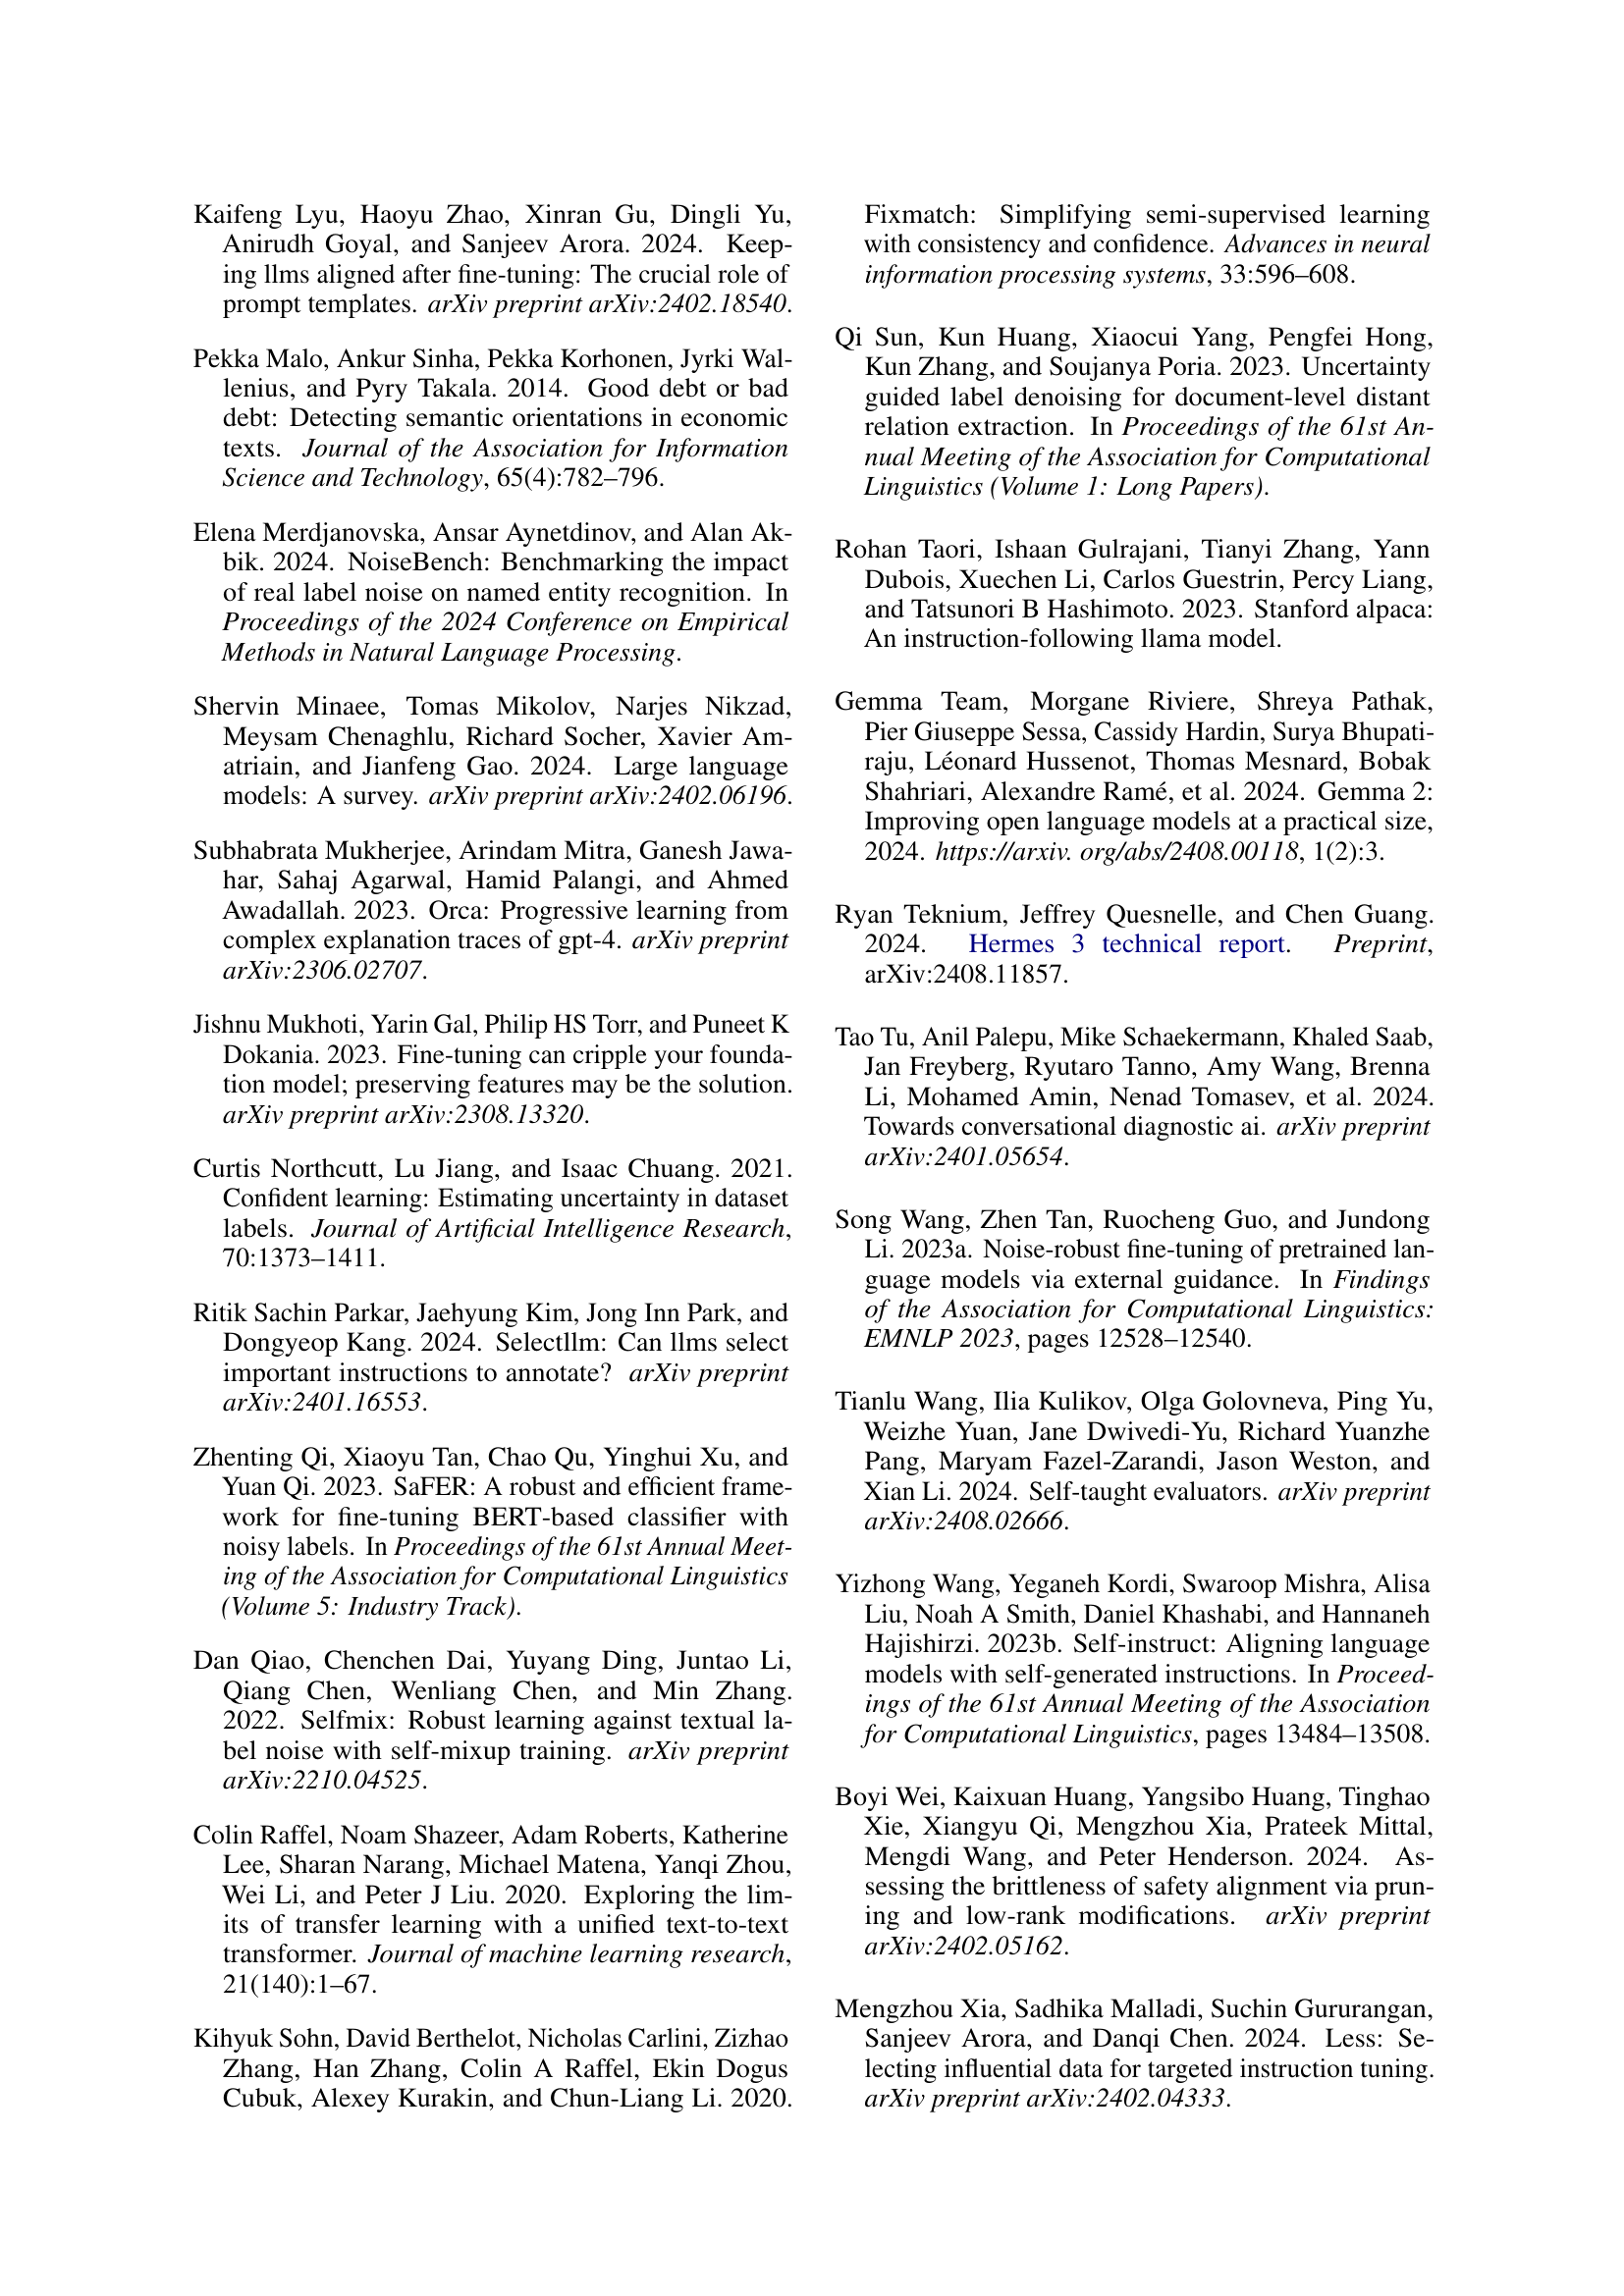 Kaifeng Lyu, Haoyu Zhao, Xinran Gu, Dingli Yu,
Anirudh Goyal, and Sanjeev Arora. 2024. Keep-
ing llms aligned after fine-tuning: The crucial role of
prompt templates. arXiv preprint arXiv:2402.18540.
Pekka Malo, Ankur Sinha, Pekka Korhonen, Jyrki Wal-
lenius, and Pyry Takala. 2014. Good debt or bad
debt: Detecting semantic orientations in economic
texts. Journal of the Association for Information
Science and Technology, 65(4):782–796.
Elena Merdjanovska, Ansar Aynetdinov, and Alan Ak-
bik. 2024. NoiseBench: Benchmarking the impact
of real label noise on named entity recognition. In
Proceedings of the 2024 Conference on Empirical
Methods in Natural Language Processing.
Shervin Minaee, Tomas Mikolov, Narjes Nikzad,
Meysam Chenaghlu, Richard Socher, Xavier Am-
atriain, and Jianfeng Gao. 2024. Large language
models: A survey. arXiv preprint arXiv:2402.06196.
Subhabrata Mukherjee, Arindam Mitra, Ganesh Jawa-
har, Sahaj Agarwal, Hamid Palangi, and Ahmed
Awadallah. 2023. Orca: Progressive learning from
complex explanation traces of gpt-4. arXiv preprint
arXiv:2306.02707.
Jishnu Mukhoti, Yarin Gal, Philip HS Torr, and Puneet K
Dokania. 2023. Fine-tuning can cripple your founda-
tion model; preserving features may be the solution.
arXiv preprint arXiv:2308.13320.
Curtis Northcutt, Lu Jiang, and Isaac Chuang. 2021.
Confident learning: Estimating uncertainty in dataset
labels. Journal of Artificial Intelligence Research,
70:1373–1411.
Ritik Sachin Parkar, Jaehyung Kim, Jong Inn Park, and
Dongyeop Kang. 2024. Selectllm: Can llms select
important instructions to annotate? arXiv preprint
arXiv:2401.16553.
Zhenting Qi, Xiaoyu Tan, Chao Qu, Yinghui Xu, and
Yuan Qi. 2023. SaFER: A robust and efficient frame-
work for fine-tuning BERT-based classifier with
noisy labels. In Proceedings of the 61st Annual Meet-
ing of the Association for Computational Linguistics
(Volume 5: Industry Track).
Dan Qiao, Chenchen Dai, Yuyang Ding, Juntao Li,
Qiang Chen, Wenliang Chen, and Min Zhang.
2022. Selfmix: Robust learning against textual la-
bel noise with self-mixup training. arXiv preprint
arXiv:2210.04525.
Colin Raffel, Noam Shazeer, Adam Roberts, Katherine
Lee, Sharan Narang, Michael Matena, Yanqi Zhou,
Wei Li, and Peter J Liu. 2020. Exploring the lim-
its of transfer learning with a unified text-to-text
transformer. Journal of machine learning research,
21(140):1–67.
Kihyuk Sohn, David Berthelot, Nicholas Carlini, Zizhao
Zhang, Han Zhang, Colin A Raffel, Ekin Dogus
Cubuk, Alexey Kurakin, and Chun-Liang Li. 2020.
Fixmatch: Simplifying semi-supervised learning
with consistency and confidence. Advances in neural
information processing systems, 33:596–608.
Qi Sun, Kun Huang, Xiaocui Yang, Pengfei Hong,
Kun Zhang, and Soujanya Poria. 2023. Uncertainty
guided label denoising for document-level distant
relation extraction. In Proceedings of the 61st An-
nual Meeting of the Association for Computational
Linguistics (Volume 1: Long Papers).
Rohan Taori, Ishaan Gulrajani, Tianyi Zhang, Yann
Dubois, Xuechen Li, Carlos Guestrin, Percy Liang,
and Tatsunori B Hashimoto. 2023. Stanford alpaca:
An instruction-following llama model.
Gemma Team, Morgane Riviere, Shreya Pathak,
Pier Giuseppe Sessa, Cassidy Hardin, Surya Bhupati-
raju, Léonard Hussenot, Thomas Mesnard, Bobak
Shahriari, Alexandre Ramé, et al. 2024. Gemma 2:
Improving open language models at a practical size,
2024. https://arxiv. org/abs/2408.00118, 1(2):3.
Ryan Teknium, Jeffrey Quesnelle, and Chen Guang.
2024. Hermes 3 technical report. Preprint,
arXiv:2408.11857.
Tao Tu, Anil Palepu, Mike Schaekermann, Khaled Saab,
Jan Freyberg, Ryutaro Tanno, Amy Wang, Brenna
Li, Mohamed Amin, Nenad Tomasev, et al. 2024.
Towards conversational diagnostic ai. arXiv preprint
arXiv:2401.05654.
Song Wang, Zhen Tan, Ruocheng Guo, and Jundong
Li. 2023a. Noise-robust fine-tuning of pretrained lan-
guage models via external guidance. In Findings
of the Association for Computational Linguistics:
EMNLP 2023, pages 12528–12540.
Tianlu Wang, Ilia Kulikov, Olga Golovneva, Ping Yu,
Weizhe Yuan, Jane Dwivedi-Yu, Richard Yuanzhe
Pang, Maryam Fazel-Zarandi, Jason Weston, and
Xian Li. 2024. Self-taught evaluators. arXiv preprint
arXiv:2408.02666.
Yizhong Wang, Yeganeh Kordi, Swaroop Mishra, Alisa
Liu, Noah A Smith, Daniel Khashabi, and Hannaneh
Hajishirzi. 2023b. Self-instruct: Aligning language
models with self-generated instructions. In Proceed-
ings of the 61st Annual Meeting of the Association
for Computational Linguistics, pages 13484–13508.
Boyi Wei, Kaixuan Huang, Yangsibo Huang, Tinghao
Xie, Xiangyu Qi, Mengzhou Xia, Prateek Mittal,
Mengdi Wang, and Peter Henderson. 2024. As-
sessing the brittleness of safety alignment via prun-
ing and low-rank modifications. arXiv preprint
arXiv:2402.05162.
Mengzhou Xia, Sadhika Malladi, Suchin Gururangan,
Sanjeev Arora, and Danqi Chen. 2024. Less: Se-
lecting influential data for targeted instruction tuning.
arXiv preprint arXiv:2402.04333.